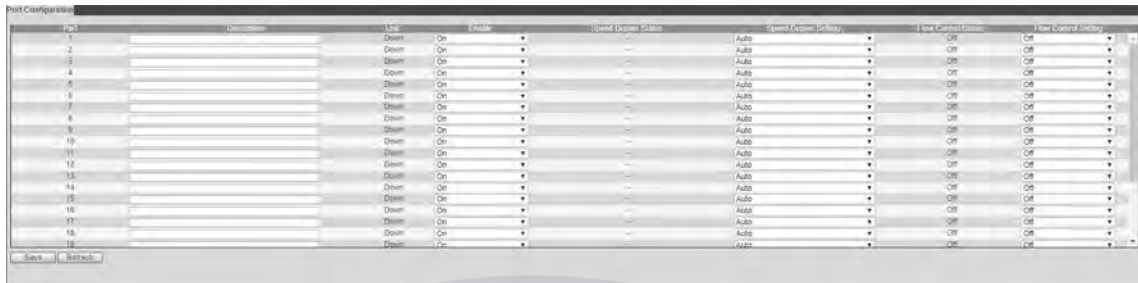 Port Configuration
Port Description Link Enable Speed Duplex Status Speed Duplex Setting Flow Control Status Flow Control Setting
1 Down On -- Auto Off Off
2 Down On -- Auto Off Off
3 Down On -- Auto Off Off
4 Down On -- Auto Off Off
5 Down On -- Auto Off Off
6 Down On -- Auto Off Off
7 Down On -- Auto Off Off
8 Down On -- Auto Off Off
9 Down On -- Auto Off Off
10 Down On -- Auto Off Off
11 Down On -- Auto Off Off
12 Down On -- Auto Off Off
13 Down On -- Auto Off Off
14 Down On -- Auto Off Off
15 Down On -- Auto Off Off
16 Down On -- Auto Off Off
17 Down On -- Auto Off Off
18 Down On -- Auto Off Off
19 Down On -- Auto Off Off
Save Refresh